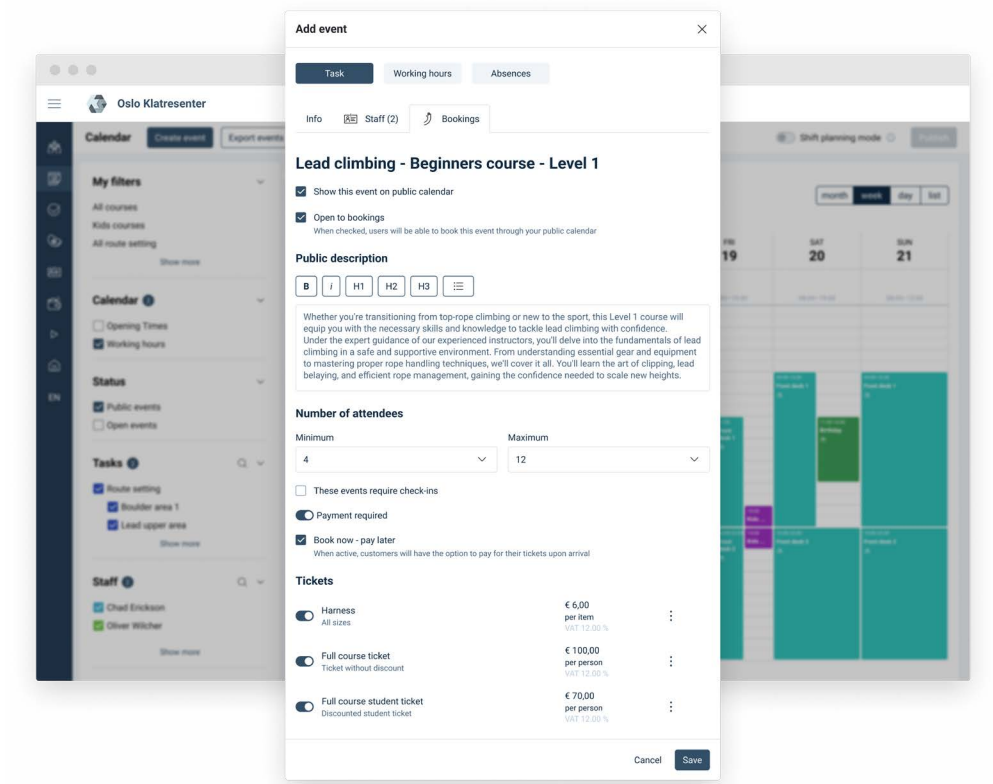 Add event
Task Working hours Absences
Info Staff (2) Bookings
Lead climbing - Beginners course - Level 1
Show this event on public calendar
Open to bookings
When checked, users will be able to book this event through your public calendar
Public description
B i H1 H2 H3
Whether you're transitioning from top-rope climbing or new to the sport, this Level 1 course will
equip you with the necessary skills and knowledge to tackle lead climbing with confidence.
Under the expert guidance of our experienced instructors, you'll delve into the fundamentals of lead
climbing in a safe and supportive environment. From understanding essential gear and equipment
to mastering proper rope handling techniques, we'll cover it all. You'll learn the art of clipping, lead
belaying, and efficient rope management, gaining the confidence needed to scale new heights.
Number of attendees
Minimum Maximum
4 12
These events require check-ins
Payment required
Book now - pay later
When active, customers will have the option to pay for their tickets upon arrival
Tickets
Harness € 6,00
All sizes per item
VAT 12.00 %
Full course ticket € 100,00
Ticket without discount per person
VAT 12.00 %
Full course student ticket € 70,00
Discounted student ticket per person
VAT 12.00 %
Cancel Save
Oslo Klatresenter
Calendar Create event Export events
Shift planning mode Publish
My filters
All courses
Kids courses
All route setting
Show more
Calendar
Opening Times
Working hours
Status
Public events
Open events
Tasks
Route setting
Boulder area 1
Lead upper area
Show more
Staff
Chad Erickson
Oliver Wilcher
Show more
EN
month week day list
FRI SAT SUN
19 20 21
Front desk 1
Front desk 1
Birthday
Front desk 2
Front desk 2